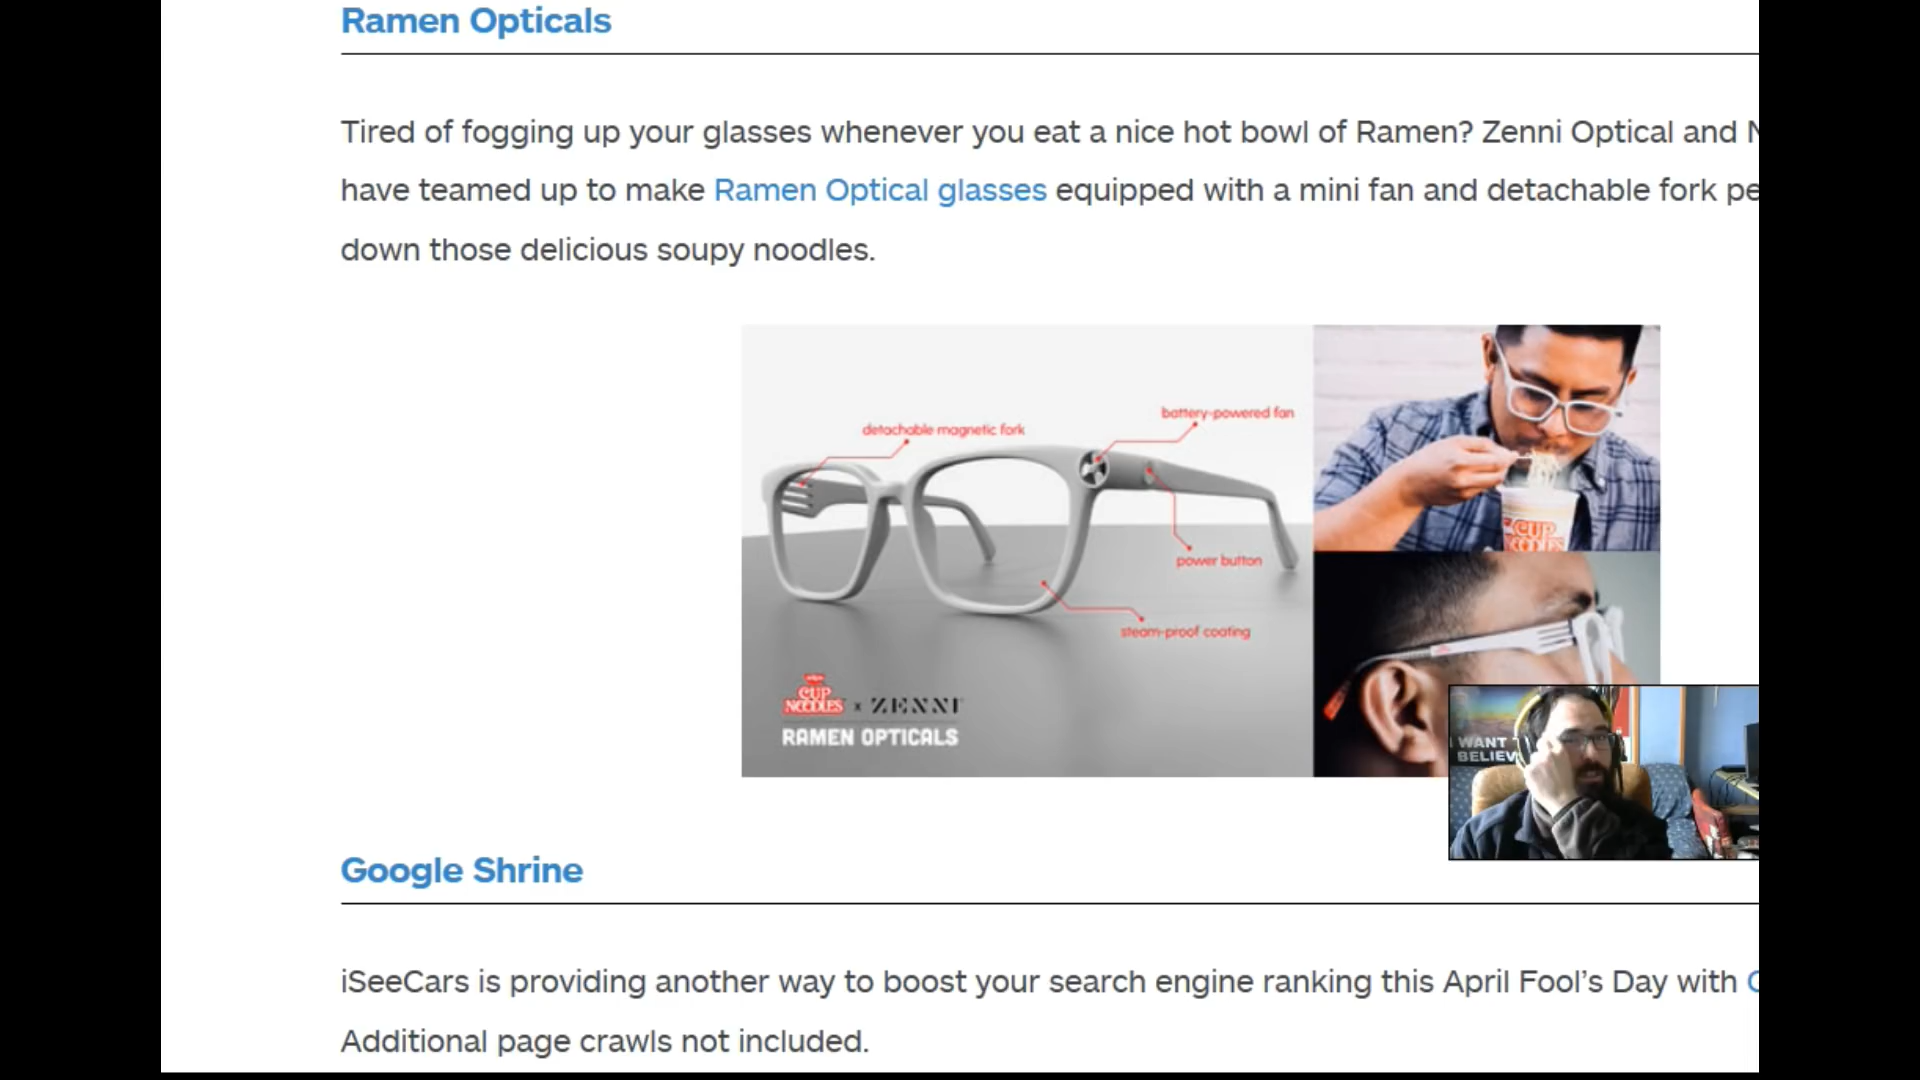 Ramen Opticals
Tired of fogging up your glasses whenever you eat a nice hot bowl of Ramen? Zenni Optical and N
have teamed up to make Ramen Optical glasses equipped with a mini fan and detachable fork pe
down those delicious soupy noodles.
battery-powered fan
detachable magnetic fork
CUP
NOODLES
power button
steam-proof coating
CUP
NOODLES x ZENNI
RAMEN OPTICALS
I WANT T
BELIEV
Google Shrine
iSeeCars is providing another way to boost your search engine ranking this April Fool’s Day with
Additional page crawls not included.